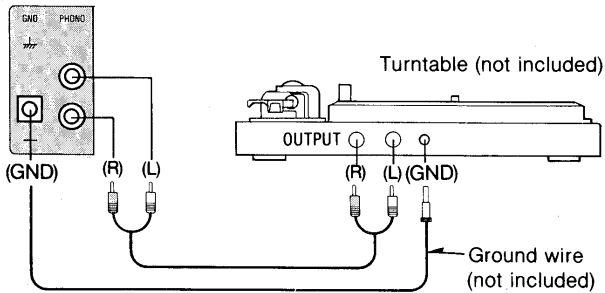 GND PHONO
Turntable (not included)
OUTPUT
(GND) (R) (L)
(R) (L) (GND)
Ground wire
(not included)